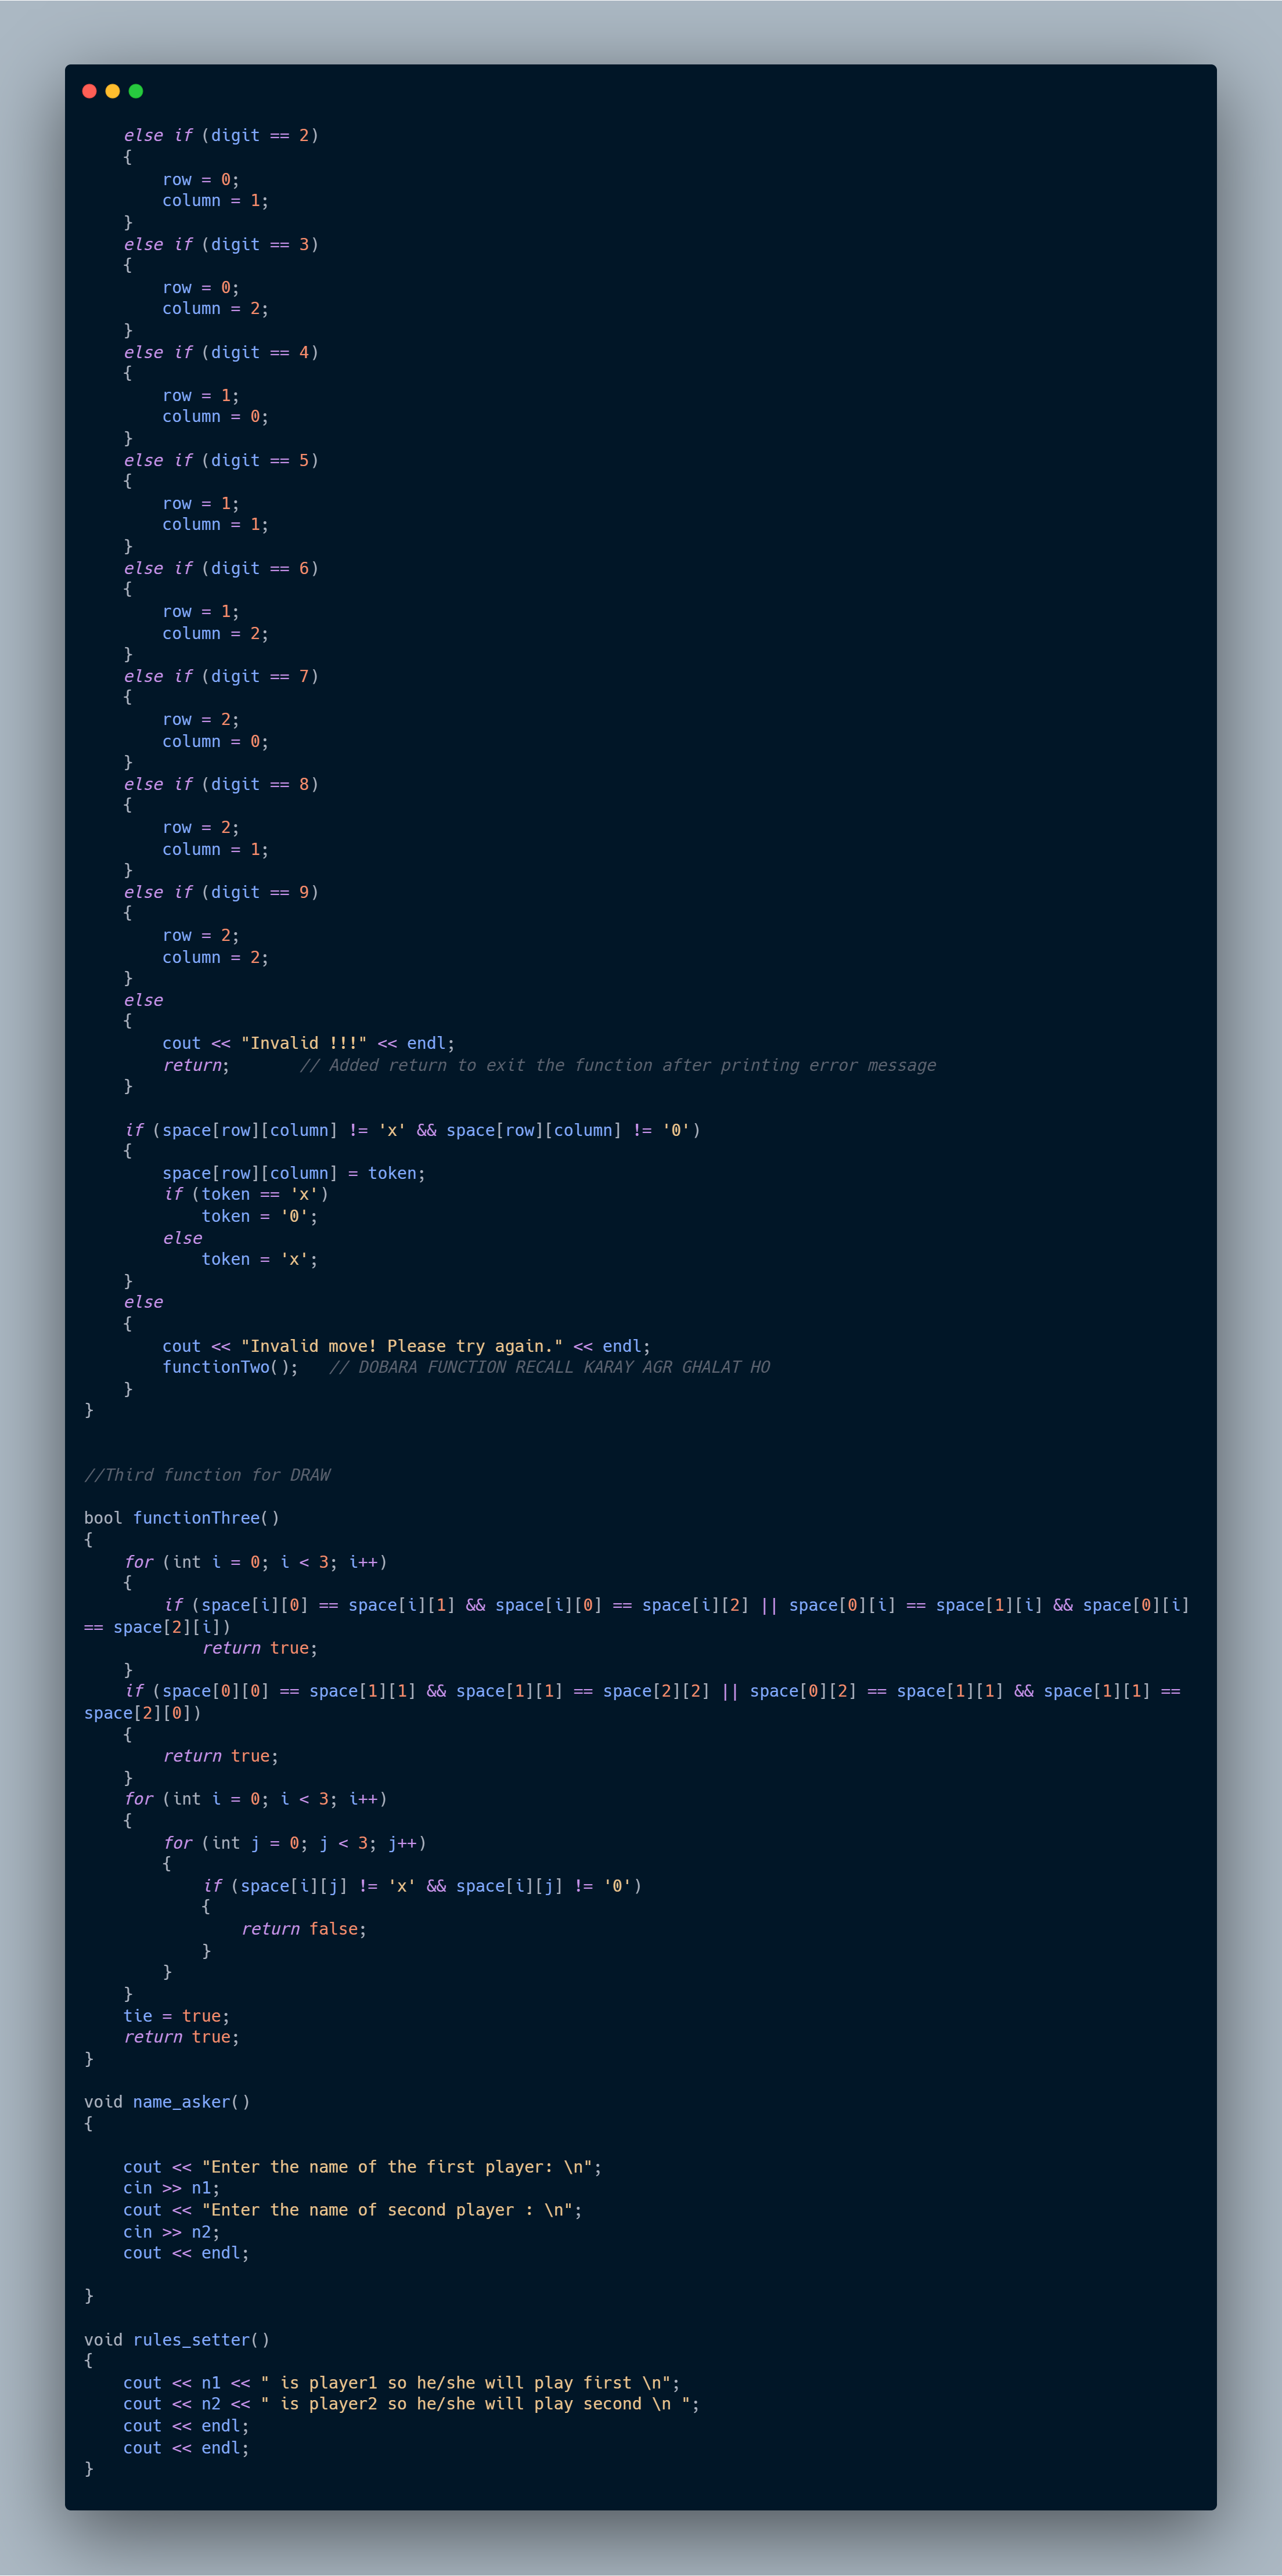 else if (digit == 2)
    {
        row = 0;
        column = 1;
    }
    else if (digit == 3)
    {
        row = 0;
        column = 2;
    }
    else if (digit == 4)
    {
        row = 1;
        column = 0;
    }
    else if (digit == 5)
    {
        row = 1;
        column = 1;
    }
    else if (digit == 6)
    {
        row = 1;
        column = 2;
    }
    else if (digit == 7)
    {
        row = 2;
        column = 0;
    }
    else if (digit == 8)
    {
        row = 2;
        column = 1;
    }
    else if (digit == 9)
    {
        row = 2;
        column = 2;
    }
    else
    {
        cout << "Invalid !!!" << endl;
        return;       // Added return to exit the function after printing error message
    }

    if (space[row][column] != 'x' && space[row][column] != '0')
    {
        space[row][column] = token;
        if (token == 'x')
            token = '0';
        else
            token = 'x';
    }
    else
    {
        cout << "Invalid move! Please try again." << endl;
        functionTwo();   // DOBARA FUNCTION RECALL KARAY AGR GHALAT HO
    }
}


//Third function for DRAW

bool functionThree()
{
    for (int i = 0; i < 3; i++)
    {
        if (space[i][0] == space[i][1] && space[i][0] == space[i][2] || space[0][i] == space[1][i] && space[0][i]
== space[2][i])
            return true;
    }
    if (space[0][0] == space[1][1] && space[1][1] == space[2][2] || space[0][2] == space[1][1] && space[1][1] ==
space[2][0])
    {
        return true;
    }
    for (int i = 0; i < 3; i++)
    {
        for (int j = 0; j < 3; j++)
        {
            if (space[i][j] != 'x' && space[i][j] != '0')
            {
                return false;
            }
        }
    }
    tie = true;
    return true;
}

void name_asker()
{

    cout << "Enter the name of the first player: \n";
    cin >> n1;
    cout << "Enter the name of second player : \n";
    cin >> n2;
    cout << endl;

}

void rules_setter()
{
    cout << n1 << " is player1 so he/she will play first \n";
    cout << n2 << " is player2 so he/she will play second \n ";
    cout << endl;
    cout << endl;
}